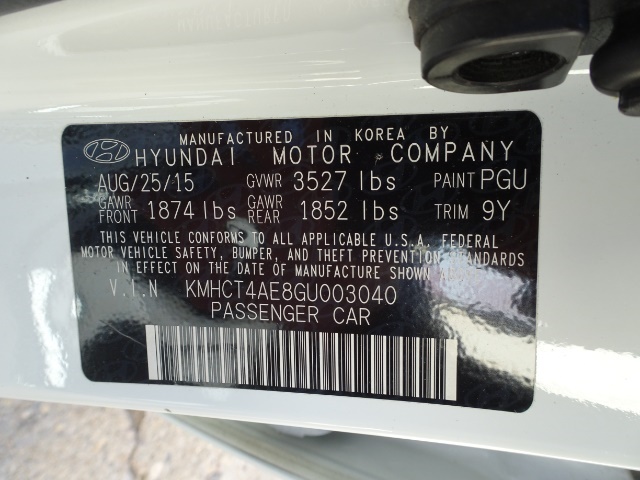 MANUFACTURED IN KOREA BY
HYUNDAI MOTOR COMPANY
AUG/25/15 GVWR 3527 lbs PAINT PGU
GAWR FRONT 1874 lbs GAWR REAR 1852 lbs TRIM 9Y
THIS VEHICLE CONFORMS TO ALL APPLICABLE U.S.A. FEDERAL
MOTOR VEHICLE SAFETY, BUMPER, AND THEFT PREVENTION STANDARDS
IN EFFECT ON THE DATE OF MANUFACTURE SHOWN ABOVE.
V.I.N KMHCT4AE8GU003040
PASSENGER CAR